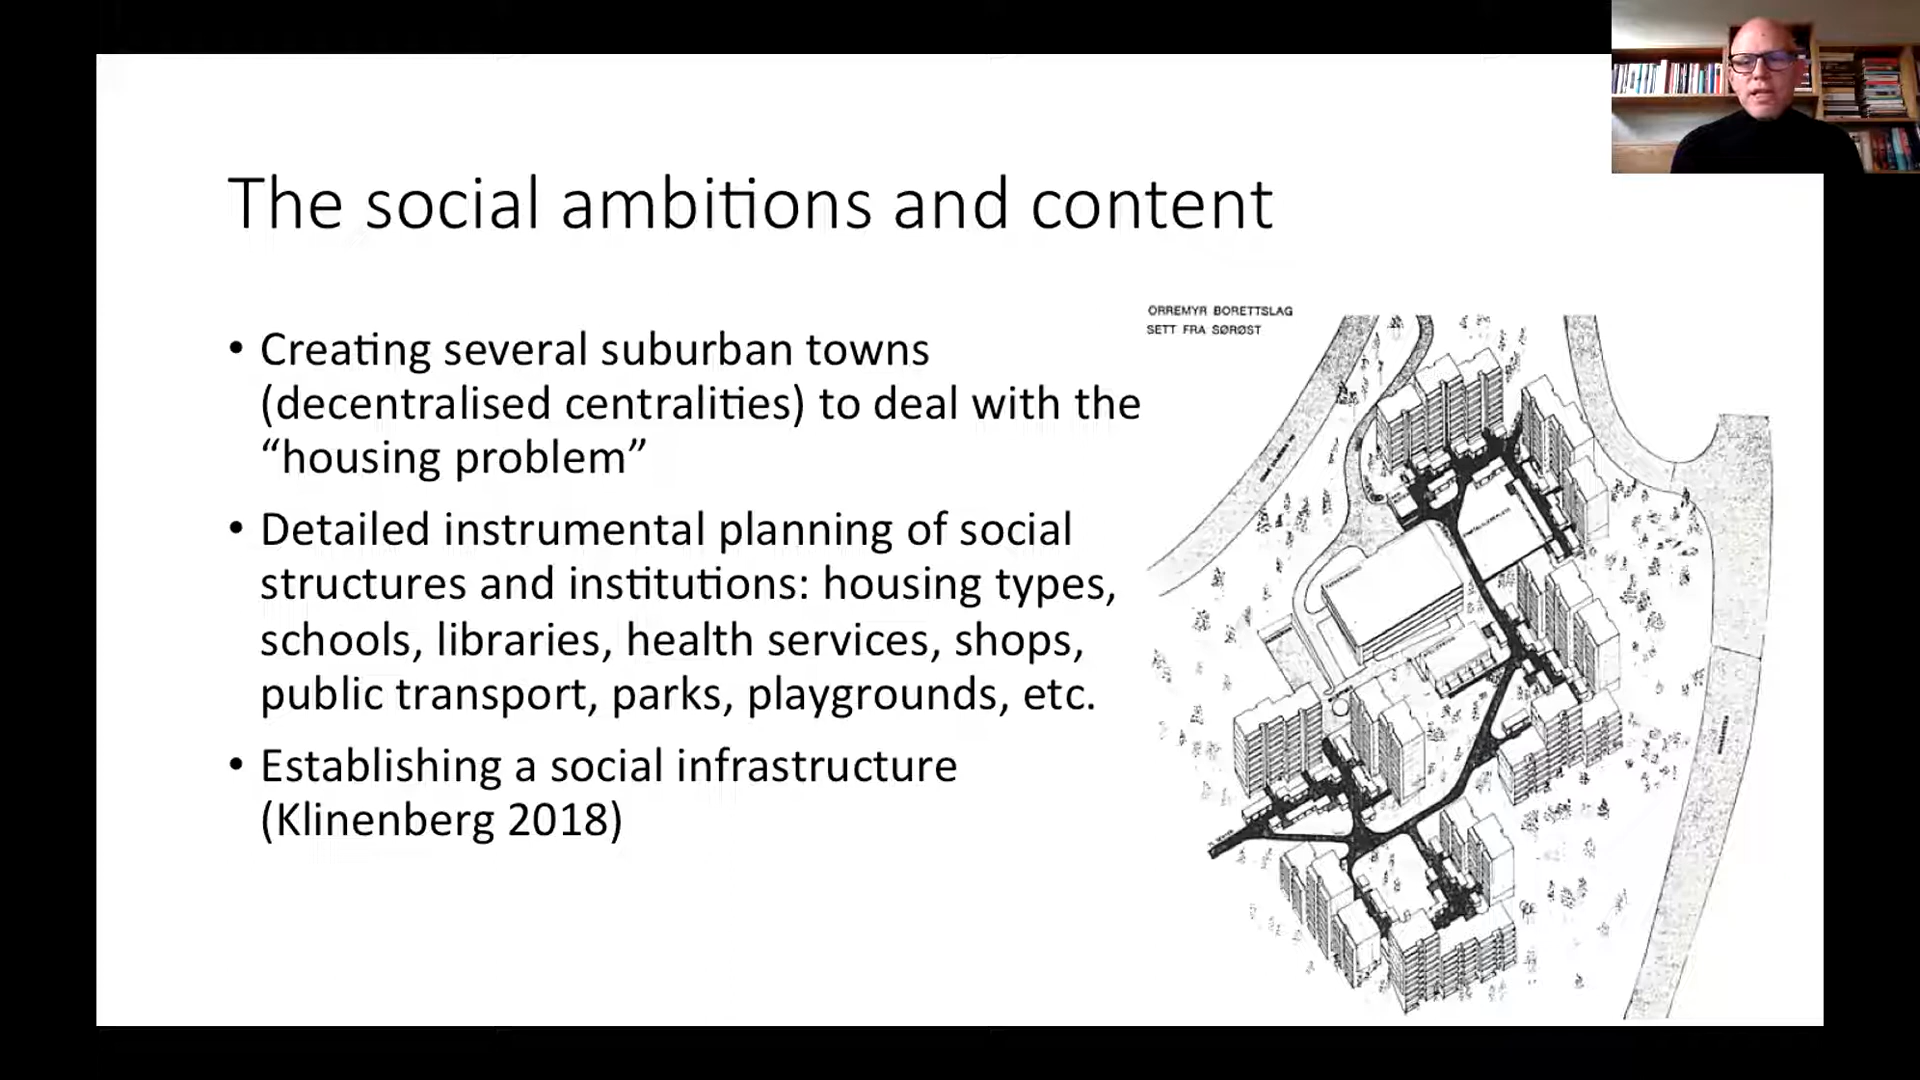 The social ambitions and content
• Creating several suburban towns
(decentralised centralities) to deal with the
“housing problem”
• Detailed instrumental planning of social
structures and institutions: housing types,
schools, libraries, health services, shops,
public transport, parks, playgrounds, etc.
• Establishing a social infrastructure
(Klinenberg 2018)
ORREMYR BORETTSLAG
SETT FRA SØRØST